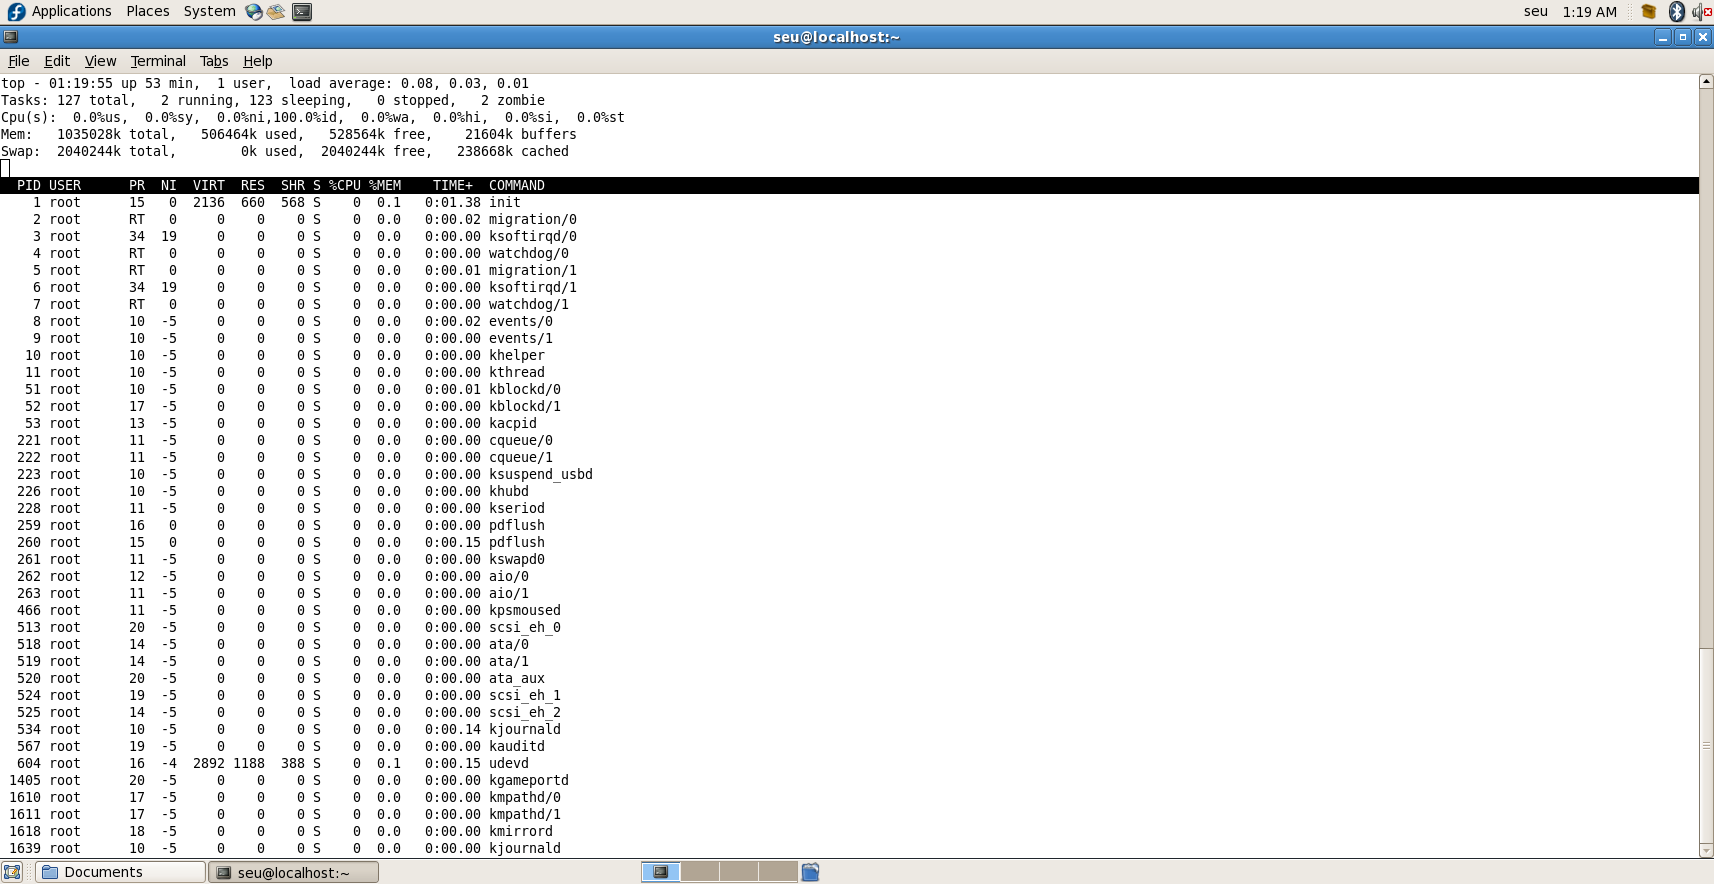 Applications Places System seu 1:19 AM
seu@localhost:~
File Edit View Terminal Tabs Help
top - 01:19:55 up 53 min,  1 user,  load average: 0.08, 0.03, 0.01
Tasks: 127 total,   2 running, 123 sleeping,   0 stopped,   2 zombie
Cpu(s):  0.0%us,  0.0%sy,  0.0%ni,100.0%id,  0.0%wa,  0.0%hi,  0.0%si,  0.0%st
Mem:   1035028k total,   506464k used,   528564k free,    21604k buffers
Swap:  2040244k total,        0k used,  2040244k free,   238668k cached
PID USER      PR  NI  VIRT  RES  SHR S %CPU %MEM    TIME+  COMMAND
1 root      15   0  2136  660  568 S    0  0.1   0:01.38 init
2 root      RT   0     0    0    0 S    0  0.0   0:00.02 migration/0
3 root      34  19     0    0    0 S    0  0.0   0:00.00 ksoftirqd/0
4 root      RT   0     0    0    0 S    0  0.0   0:00.00 watchdog/0
5 root      RT   0     0    0    0 S    0  0.0   0:00.01 migration/1
6 root      34  19     0    0    0 S    0  0.0   0:00.00 ksoftirqd/1
7 root      RT   0     0    0    0 S    0  0.0   0:00.00 watchdog/1
8 root      10  -5     0    0    0 S    0  0.0   0:00.02 events/0
9 root      10  -5     0    0    0 S    0  0.0   0:00.00 events/1
10 root      10  -5     0    0    0 S    0  0.0   0:00.00 khelper
11 root      10  -5     0    0    0 S    0  0.0   0:00.00 kthread
51 root      10  -5     0    0    0 S    0  0.0   0:00.01 kblockd/0
52 root      17  -5     0    0    0 S    0  0.0   0:00.00 kblockd/1
53 root      13  -5     0    0    0 S    0  0.0   0:00.00 kacpid
221 root      11  -5     0    0    0 S    0  0.0   0:00.00 cqueue/0
222 root      11  -5     0    0    0 S    0  0.0   0:00.00 cqueue/1
223 root      10  -5     0    0    0 S    0  0.0   0:00.00 ksuspend_usbd
226 root      10  -5     0    0    0 S    0  0.0   0:00.00 khubd
228 root      11  -5     0    0    0 S    0  0.0   0:00.00 kseriod
259 root      16   0     0    0    0 S    0  0.0   0:00.00 pdflush
260 root      15   0     0    0    0 S    0  0.0   0:00.15 pdflush
261 root      11  -5     0    0    0 S    0  0.0   0:00.00 kswapd0
262 root      12  -5     0    0    0 S    0  0.0   0:00.00 aio/0
263 root      11  -5     0    0    0 S    0  0.0   0:00.00 aio/1
466 root      11  -5     0    0    0 S    0  0.0   0:00.00 kpsmoused
513 root      20  -5     0    0    0 S    0  0.0   0:00.00 scsi_eh_0
518 root      14  -5     0    0    0 S    0  0.0   0:00.00 ata/0
519 root      14  -5     0    0    0 S    0  0.0   0:00.00 ata/1
520 root      20  -5     0    0    0 S    0  0.0   0:00.00 ata_aux
524 root      19  -5     0    0    0 S    0  0.0   0:00.00 scsi_eh_1
525 root      14  -5     0    0    0 S    0  0.0   0:00.00 scsi_eh_2
534 root      10  -5     0    0    0 S    0  0.0   0:00.14 kjournald
567 root      19  -5     0    0    0 S    0  0.0   0:00.00 kauditd
604 root      16  -4  2892 1188  388 S    0  0.1   0:00.15 udevd
1405 root      20  -5     0    0    0 S    0  0.0   0:00.00 kgameportd
1610 root      17  -5     0    0    0 S    0  0.0   0:00.00 kmpathd/0
1611 root      17  -5     0    0    0 S    0  0.0   0:00.00 kmpathd/1
1618 root      18  -5     0    0    0 S    0  0.0   0:00.00 kmirrord
1639 root      10  -5     0    0    0 S    0  0.0   0:00.00 kjournald
Documents seu@localhost:~